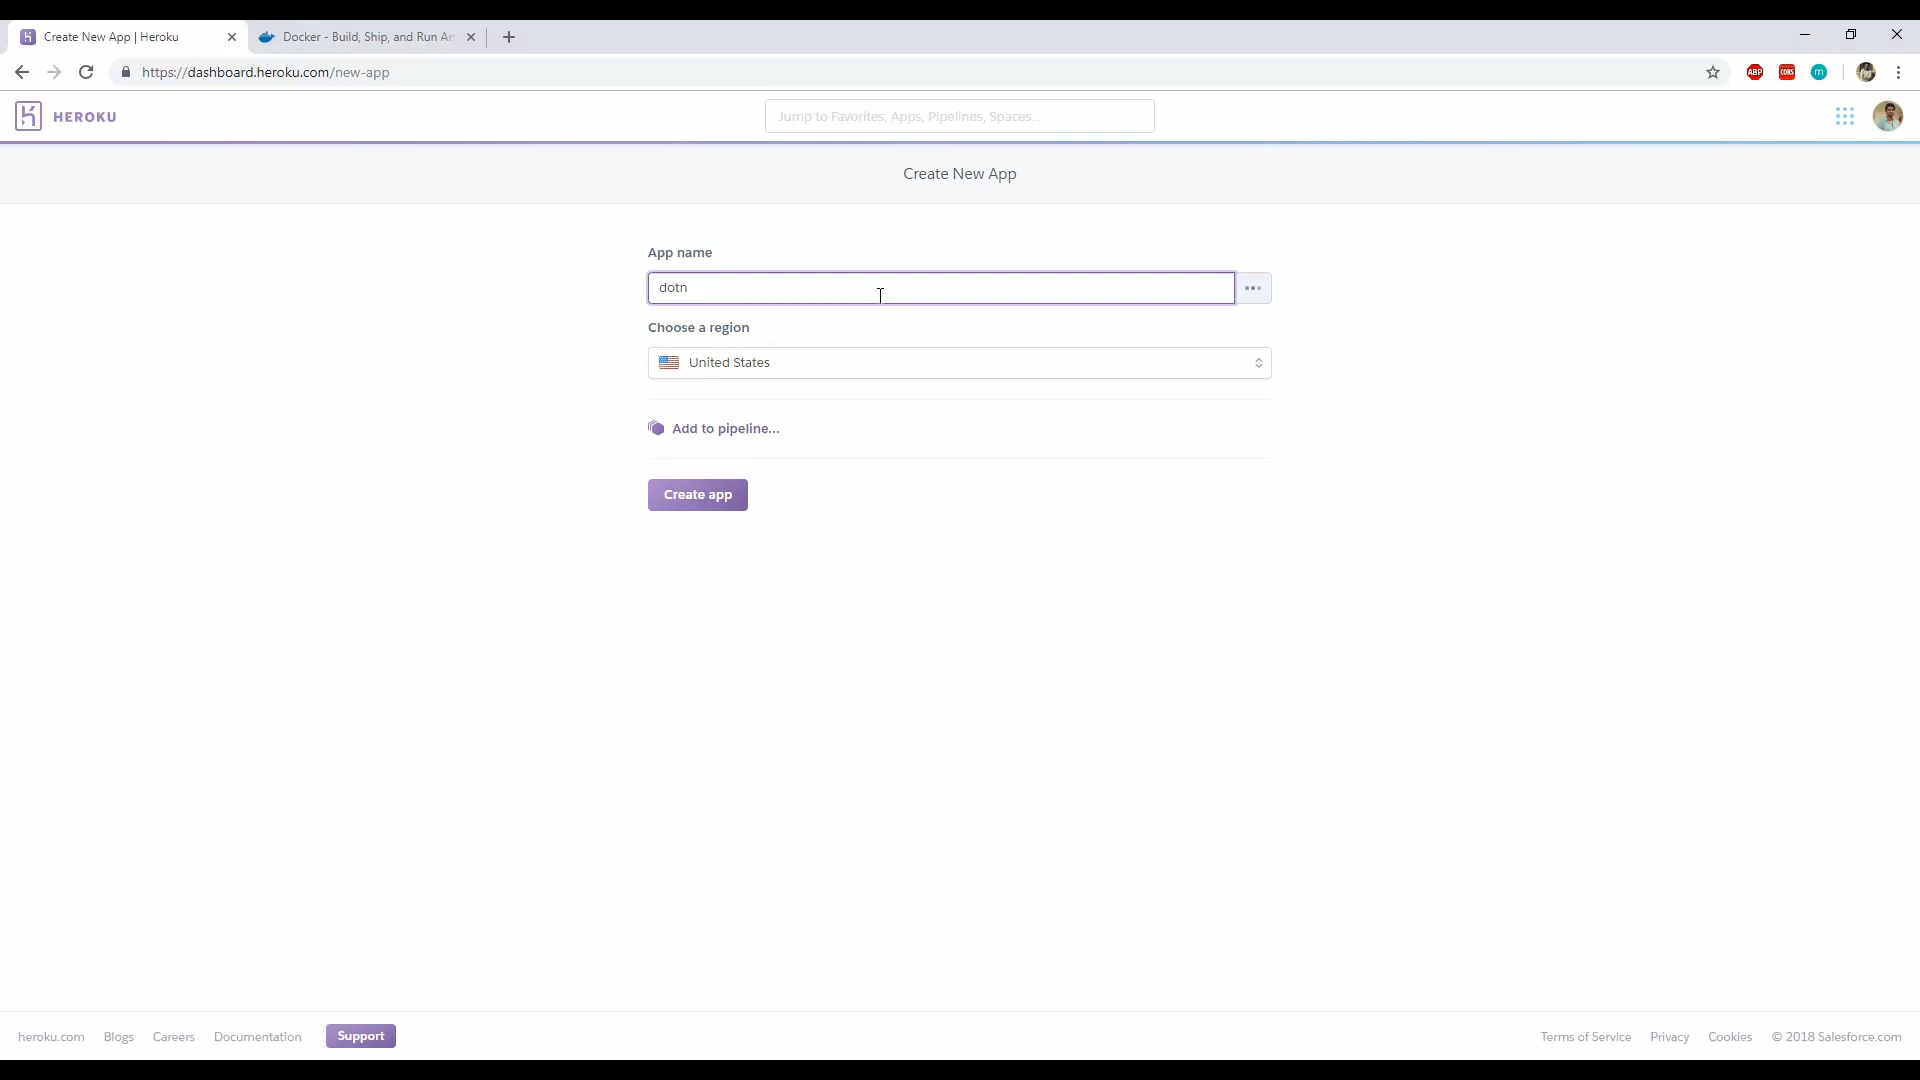 Create New App | Heroku
Docker - Build, Ship, and Run An
https://dashboard.heroku.com/new-app
ABP
CORS
m
HEROKU
Jump to Favorites, Apps, Pipelines, Spaces...
Create New App
App name
dotn
Choose a region
United States
Add to pipeline...
Create app
heroku.com Blogs Careers Documentation Support Terms of Service Privacy Cookies © 2018 Salesforce.com